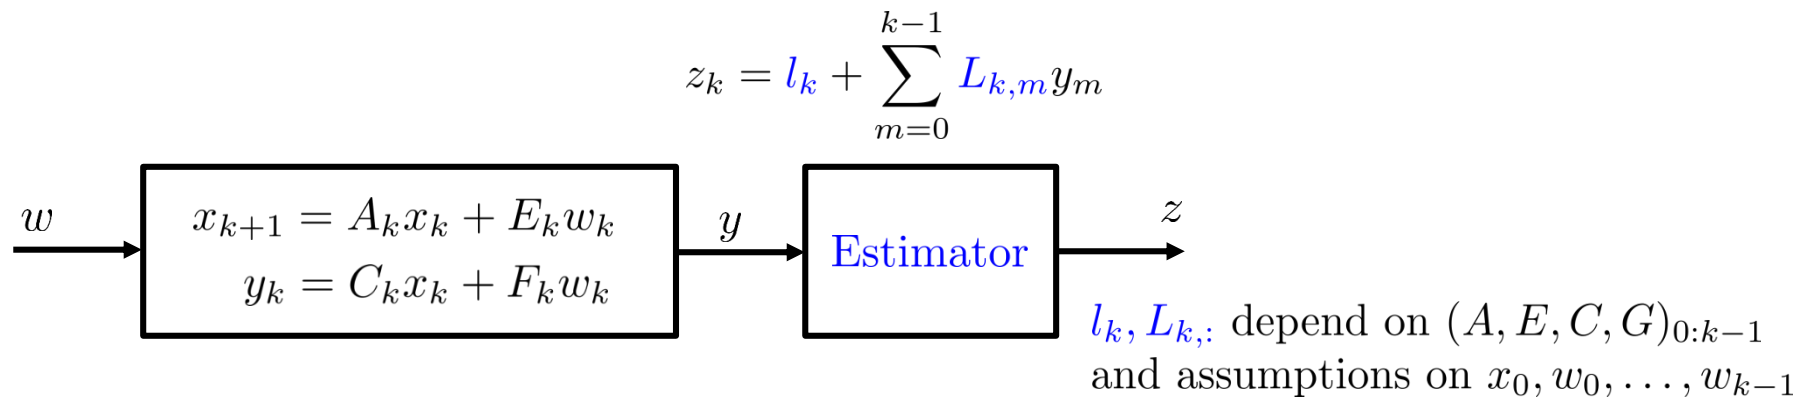 z_k = l_k + \sum_{m=0}^{k-1} L_{k,m} y_m
w
x_{k+1} = A_k x_k + E_k w_k
y_k = C_k x_k + F_k w_k
y
Estimator
z
l_k, L_{k,:} depend on (A, E, C, G)_{0:k-1}
and assumptions on x_0, w_0, \ldots, w_{k-1}